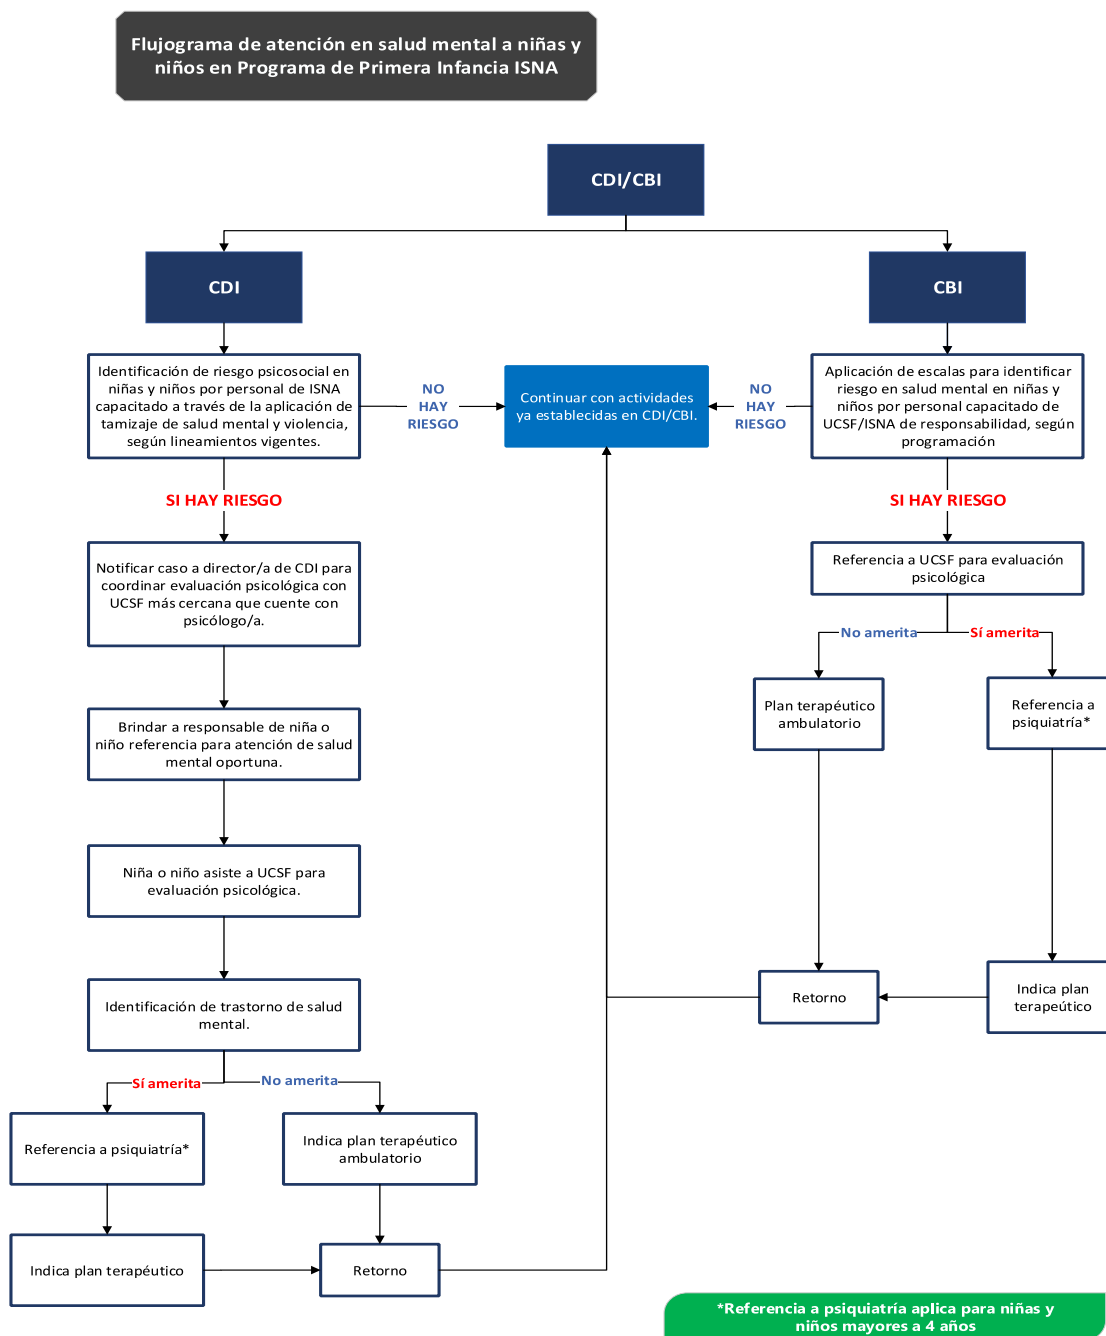 Flujograma de atención en salud mental a niñas y
niños en Programa de Primera Infancia ISNA
CDI/CBI
CDI
CBI
Identificación de riesgo psicosocial en
niñas y niños por personal de ISNA
capacitado a través de la aplicación de
tamizaje de salud mental y violencia,
según lineamientos vigentes.
NO
HAY
RIESGO
Continuar con actividades
ya establecidas en CDI/CBI.
NO
HAY
RIESGO
Aplicación de escalas para identificar
riesgo en salud mental en niñas y
niños por personal capacitado de
UCSF/ISNA de responsabilidad, según
programación
SI HAY RIESGO
SI HAY RIESGO
Notificar caso a director/a de CDI para
coordinar evaluación psicológica con
UCSF más cercana que cuente con
psicólogo/a.
Referencia a UCSF para evaluación
psicológica
No amerita
Sí amerita
Plan terapéutico
ambulatorio
Referencia a
psiquiatría*
Brindar a responsable de niña o
niño referencia para atención de salud
mental oportuna.
Niña o niño asiste a UCSF para
evaluación psicológica.
Identificación de trastorno de salud
mental.
Retorno
Indica plan
terapeútico
Sí amerita
No amerita
Referencia a psiquiatría*
Indica plan terapéutico
ambulatorio
Indica plan terapéutico
Retorno
*Referencia a psiquiatría aplica para niñas y
niños mayores a 4 años